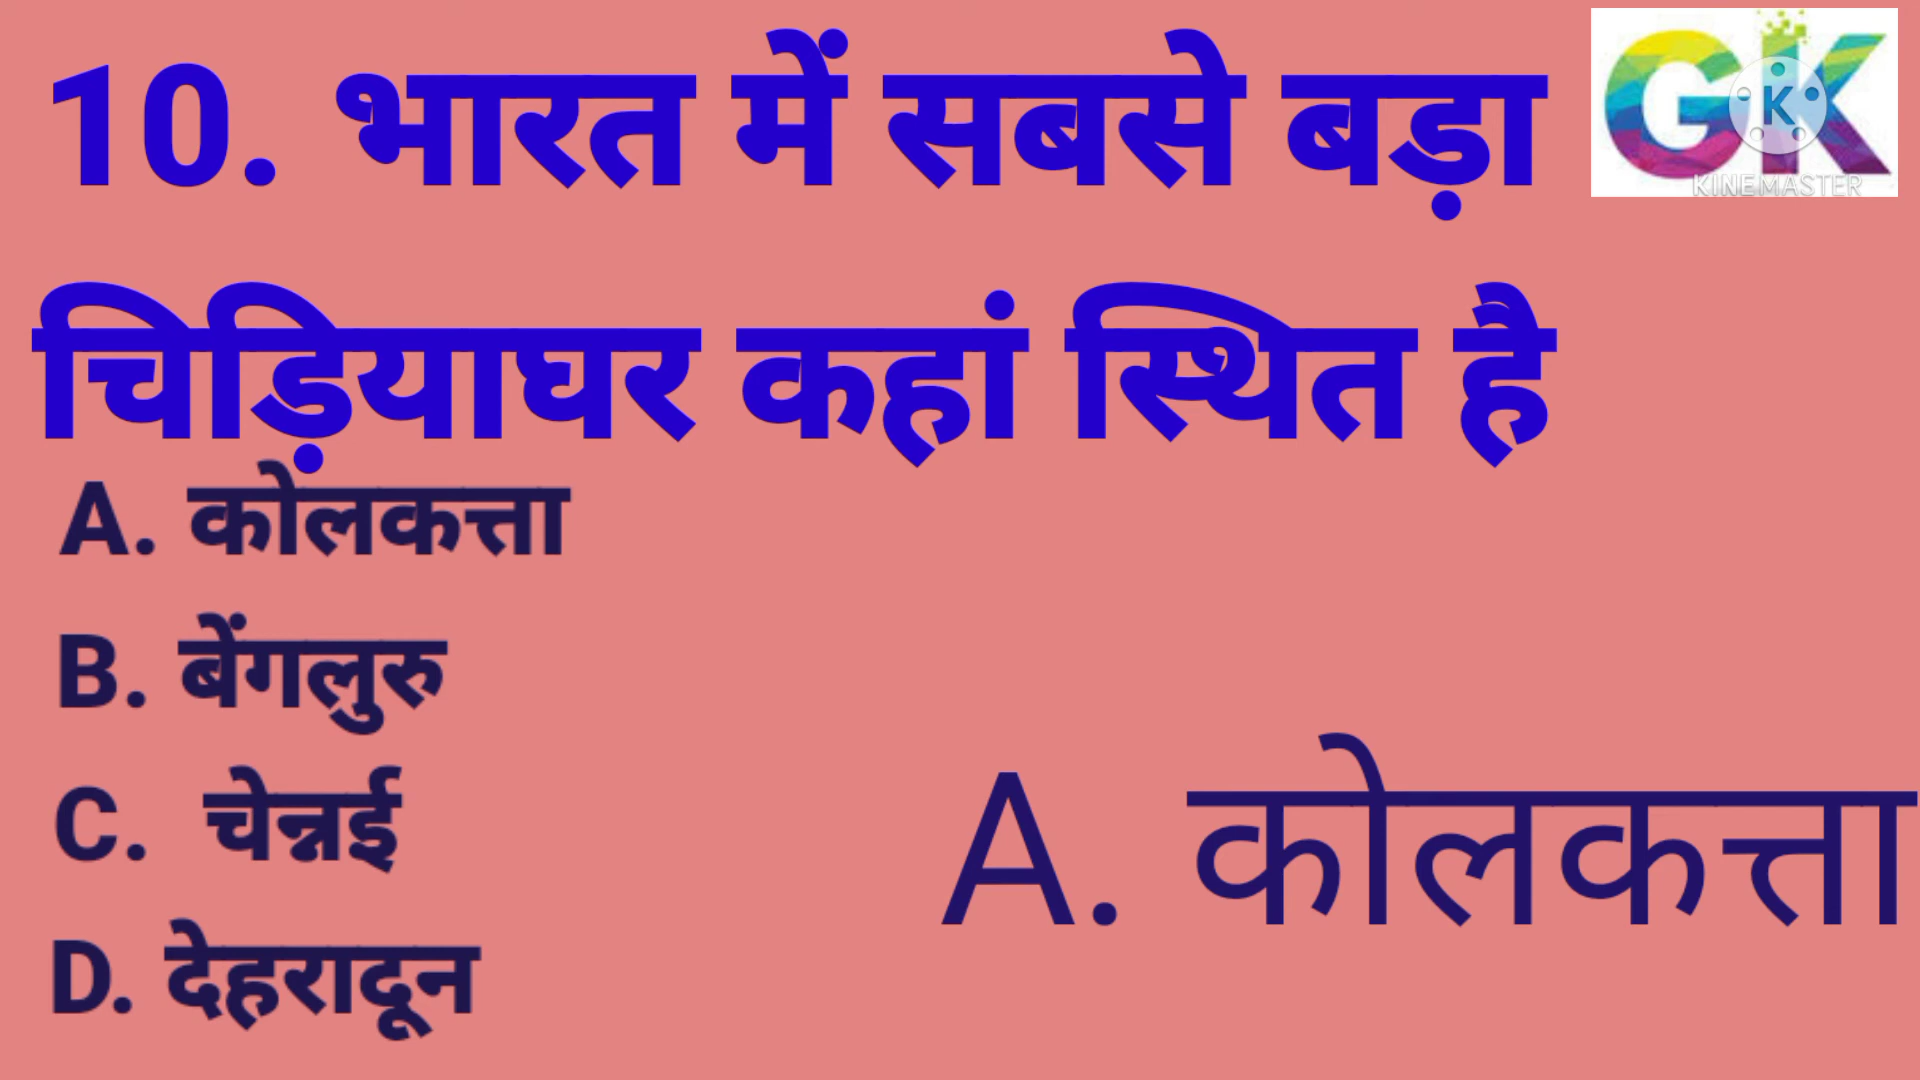 10. भारत में सबसे बड़ा
GK
K
KINEMASTER
चिड़ियाघर कहां स्थित है
A. कोलकत्ता
B. बेंगलुरु
C. चेन्नई
D. देहरादून
A. कोलकत्ता